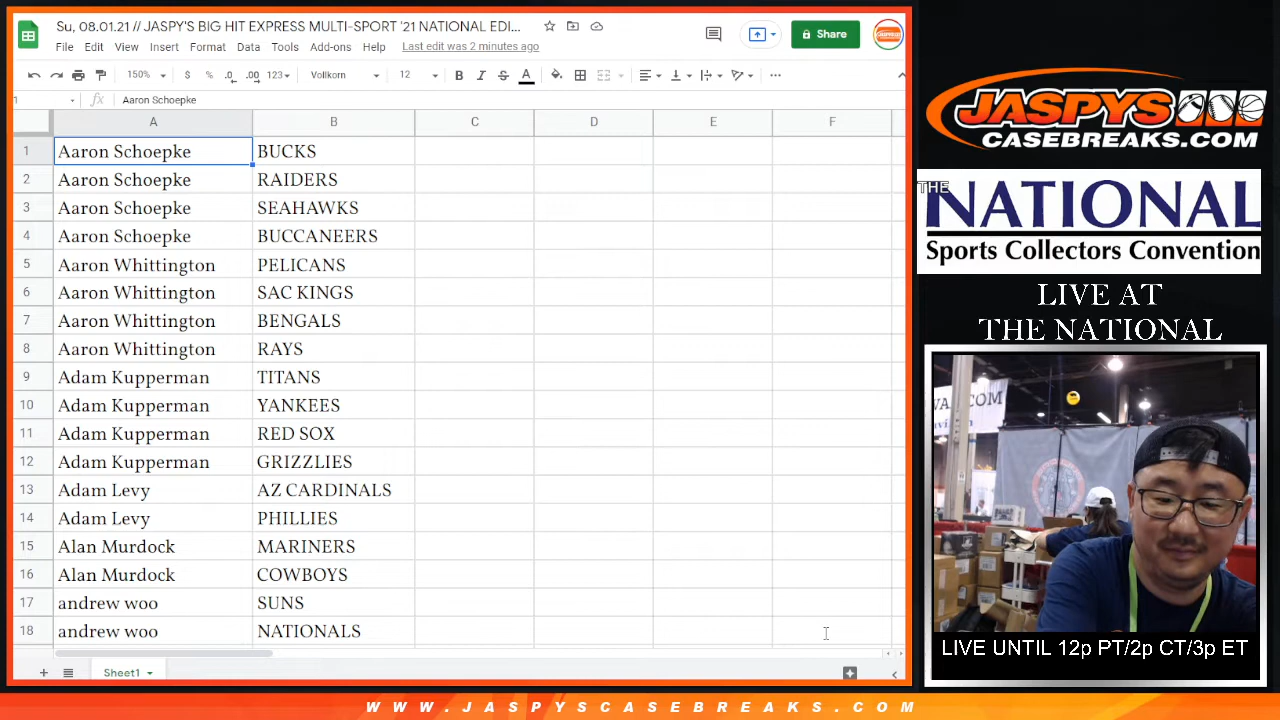 Su, 08.01.21 // JASPY'S BIG HIT EXPRESS MULTI-SPORT '21 NATIONAL EDI...
File Edit View Insert Format Data Tools Add-ons Help Last edit was 2 minutes ago
Share
150% $ % .0 .00 123 Vollkorn 12 B I S A
1 fx Aaron Schoepke
A B C D E F
1 Aaron Schoepke BUCKS
2 Aaron Schoepke RAIDERS
3 Aaron Schoepke SEAHAWKS
4 Aaron Schoepke BUCCANEERS
5 Aaron Whittington PELICANS
6 Aaron Whittington SAC KINGS
7 Aaron Whittington BENGALS
8 Aaron Whittington RAYS
9 Adam Kupperman TITANS
10 Adam Kupperman YANKEES
11 Adam Kupperman RED SOX
12 Adam Kupperman GRIZZLIES
13 Adam Levy AZ CARDINALS
14 Adam Levy PHILLIES
15 Alan Murdock MARINERS
16 Alan Murdock COWBOYS
17 andrew woo SUNS
18 andrew woo NATIONALS
Sheet1
JASPYS
CASEBREAKS.COM
THE
NATIONAL
Sports Collectors Convention
LIVE AT
THE NATIONAL
LIVE UNTIL 12p PT/2p CT/3p ET
WWW.JASPYSCASEBREAKS.COM